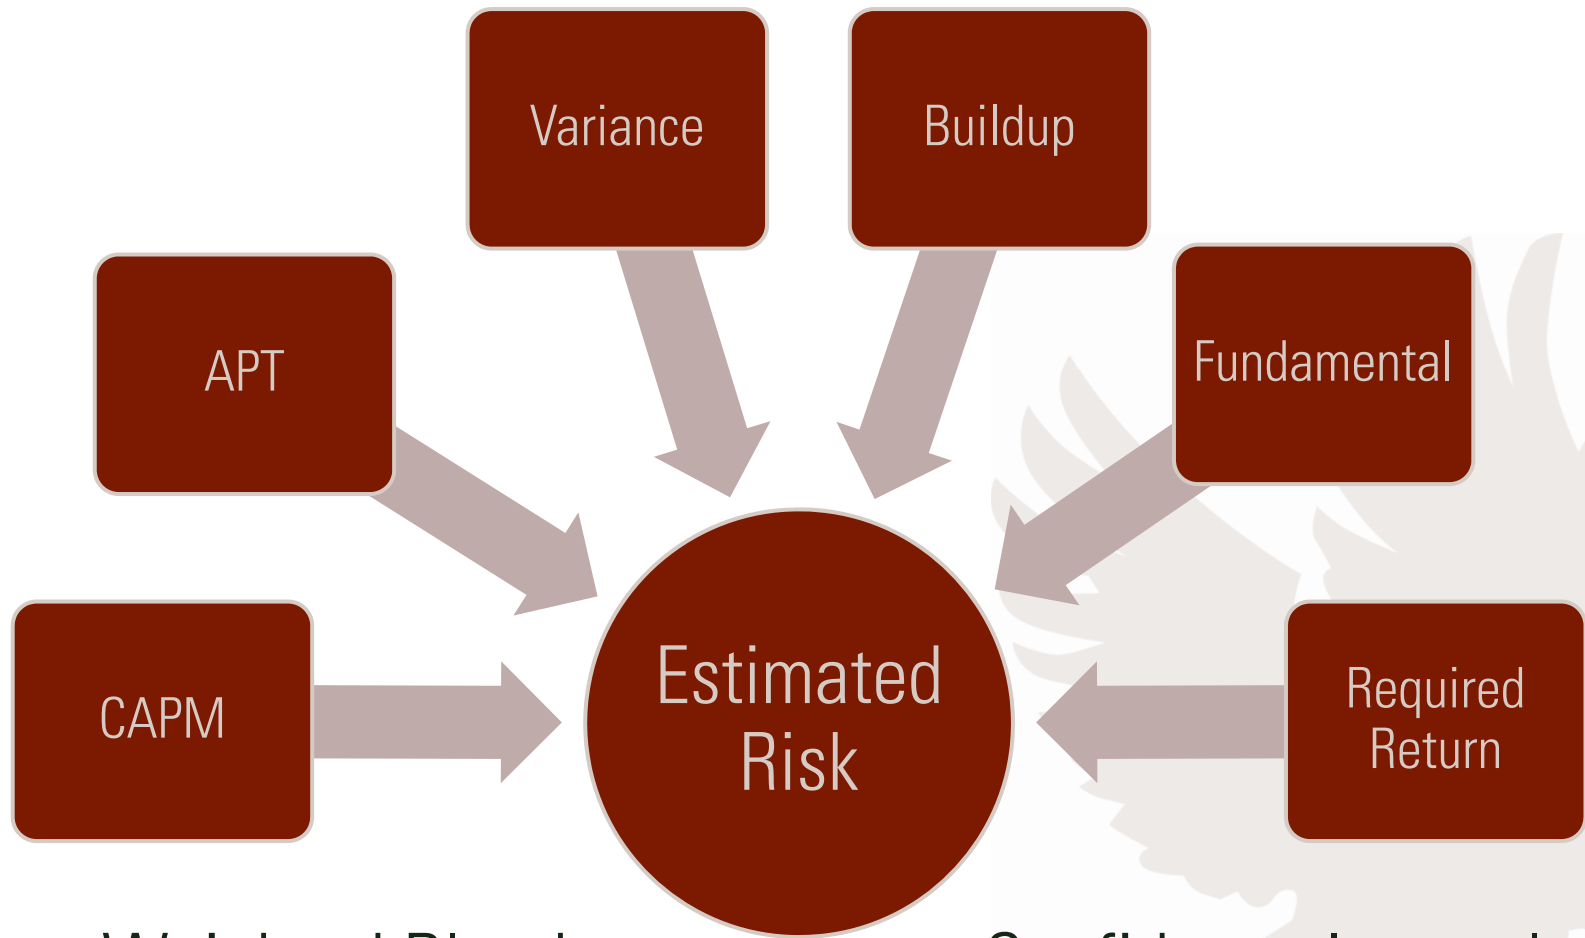 Variance
Buildup
APT
Fundamental
CAPM
Estimated
Risk
Required
Return